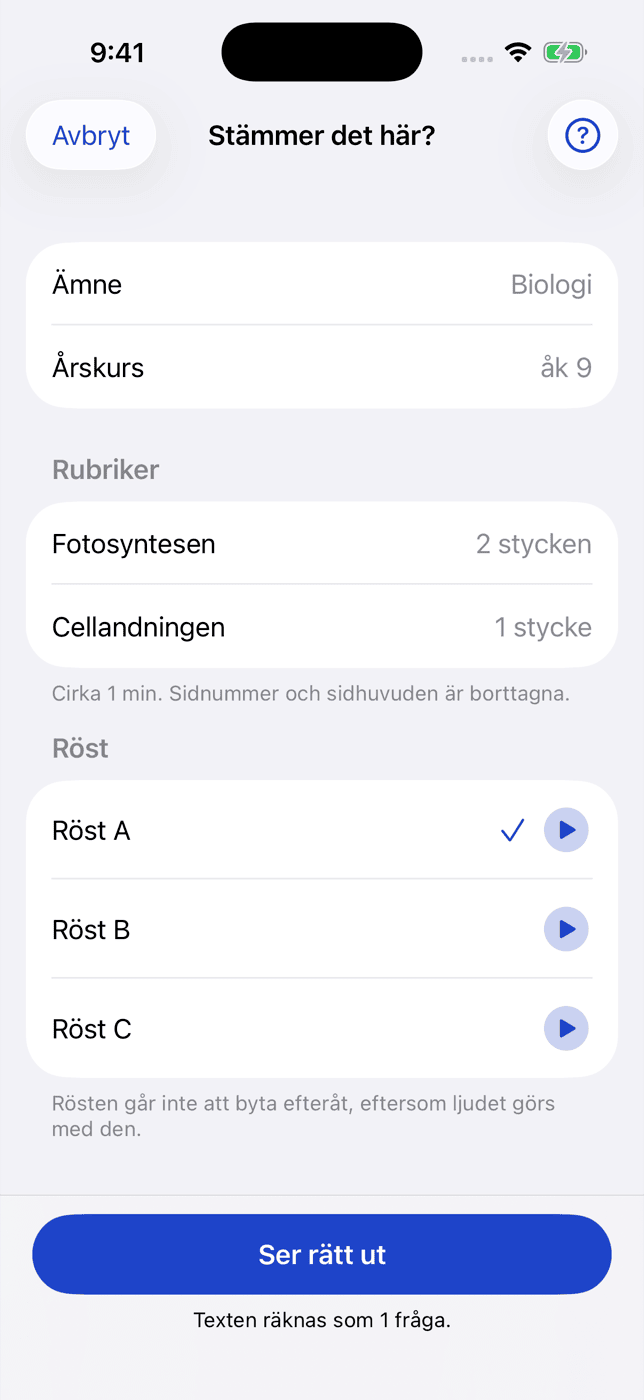 9:41
Avbryt
Stämmer det här?
?
Ämne
Biologi
Årskurs
åk 9
Rubriker
Fotosyntesen
2 stycken
Cellandningen
1 stycke
Cirka 1 min. Sidnummer och sidhuvuden är borttagna.
Röst
Röst A
Röst B
Röst C
Rösten går inte att byta efteråt, eftersom ljudet görs
med den.
Ser rätt ut
Texten räknas som 1 fråga.